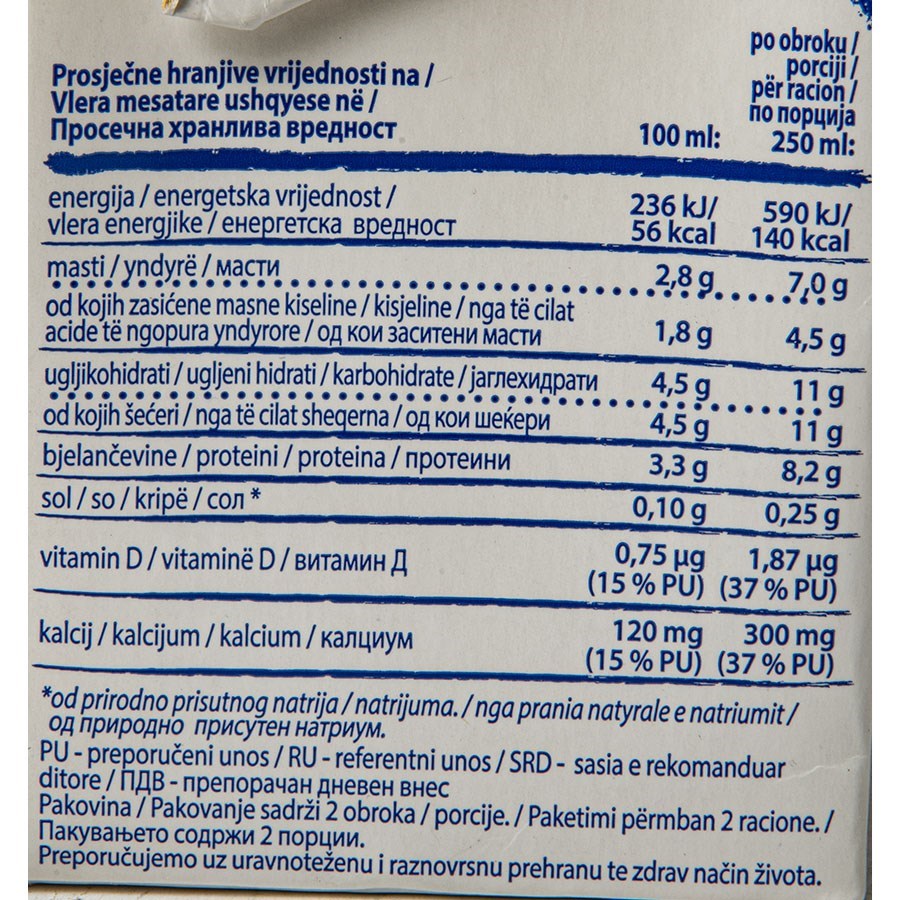 po obroku /
porciji /
për racion /
по порција
Prosječne hranjive vrijednosti na /
Vlera mesatare ushqyese në /
Просечна хранлива вредност 100 ml: 250 ml:
energija / energetska vrijednost / 236 kJ/ 590 kJ/
vlera energjike / енергетска вредност 56 kcal 140 kcal
masti / yndyrë / масти 2,8 g 7,0 g
od kojih zasićene masne kiseline / kisjeline / nga të cilat
acide të ngopura yndyrore / од кои заситени масти 1,8 g 4,5 g
ugljikohidrati / ugljeni hidrati / karbohidrate / јаглехидрати 4,5 g 11 g
od kojih šećeri / nga të cilat sheqerna / од кои шеќери 4,5 g 11 g
bjelančevine / proteini / proteina / протеини 3,3 g 8,2 g
sol / so / kripë / сол * 0,10 g 0,25 g
vitamin D / vitaminë D / витамин Д 0,75 µg 1,87 µg
(15 % PU) (37 % PU)
kalcij / kalcijum / kalcium / калциум 120 mg 300 mg
(15 % PU) (37 % PU)
*od prirodno prisutnog natrija / natrijuma. / nga prania natyrale e natriumit /
од природно присутен натриум.
PU - preporučeni unos / RU - referentni unos / SRD - sasia e rekomanduar
ditore / ПДВ - препорачан дневен внес
Pakovina / Pakovanje sadrži 2 obroka / porcije. / Paketimi përmban 2 racione. /
Пакувањето содржи 2 порции.
Preporučujemo uz uravnoteženu i raznovrsnu prehranu te zdrav način života.